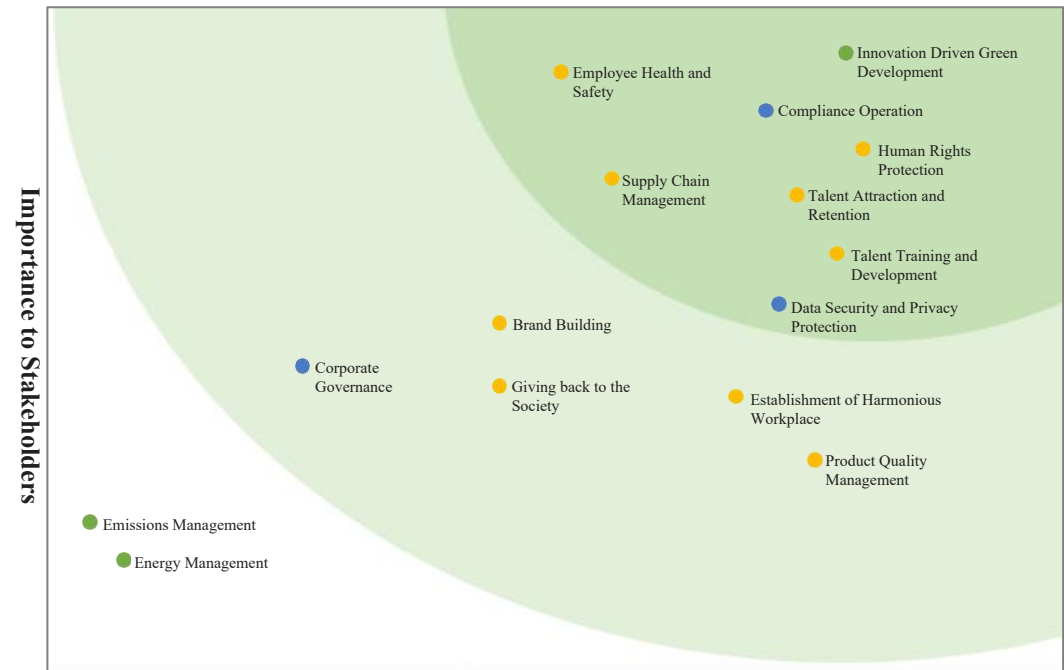 Importance to Stakeholders
Innovation Driven Green
Development
Employee Health and
Safety
Compliance Operation
Human Rights
Protection
Supply Chain
Management
Talent Attraction and
Retention
Talent Training and
Development
Data Security and Privacy
Protection
Brand Building
Corporate
Governance
Giving back to the
Society
Establishment of Harmonious
Workplace
Product Quality
Management
Emissions Management
Energy Management